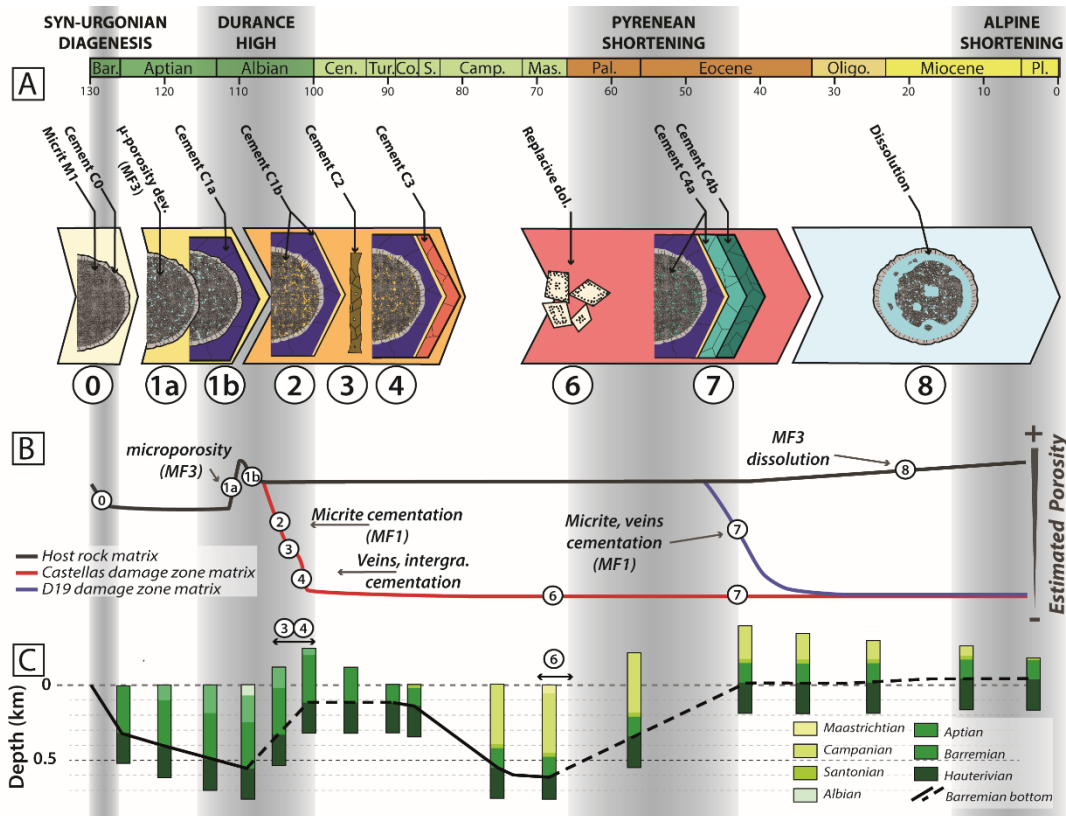 SYN-URGONIAN
DIAGENESIS
DURANCE
HIGH
PYRENEAN
SHORTENING
ALPINE
SHORTENING
A
Bar. Aptian Albian Cen. Tur. Co. S. Camp. Mas. Pal. Eocene Oligo. Miocene Pl.
130 120 110 100 90 80 70 60 50 40 30 20 10 0
Micrit M1
Cement C0
μ-porosity dev.
(MF3)
Cement C1a
Cement C1b
Cement C2
Cement C3
Replacive dol.
Cement C4a
Cement C4b
Dissolution
0 1a 1b 2 3 4 6 7 8
B
microporosity
(MF3)
0 1a 1b
MF3
dissolution
8
+
Estimated Porosity
-
2
Micrite cementation
(MF1)
3
4
Veins, intergra.
cementation
Micrite, veins
cementation
(MF1)
7
6 7
Host rock matrix
Castellas damage zone matrix
D19 damage zone matrix
C
3 4
6
Depth (km)
0
0.5
Maastrichtian
Campanian
Santonian
Albian
Aptian
Barremian
Hauterivian
Barremian bottom